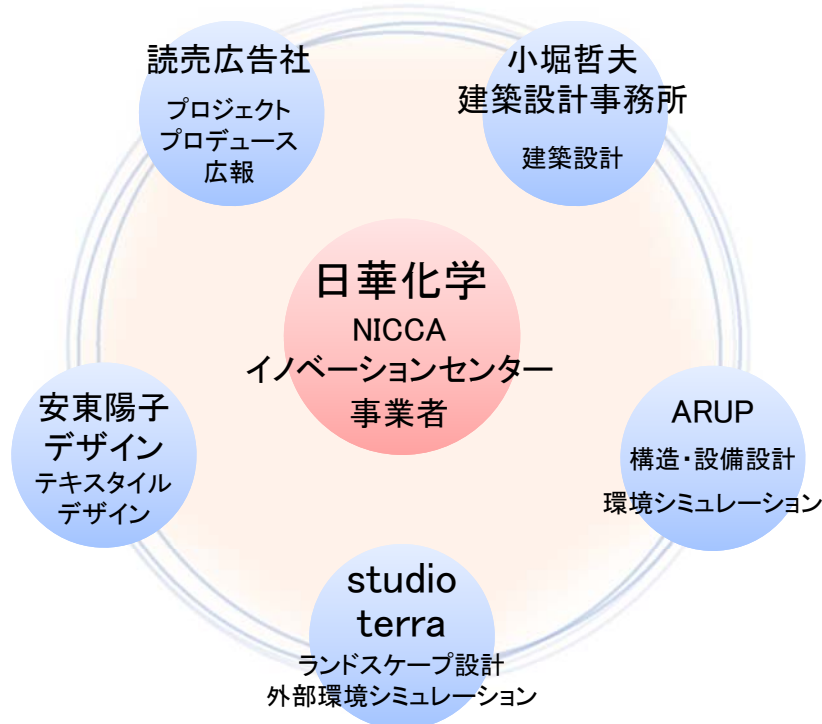 読売広告社
プロジェクト
プロデュース
広報
小堀哲夫
建築設計事務所
建築設計
日華化学
NICCA
イノベーションセンター
事業者
安東陽子
デザイン
テキスタイル
デザイン
ARUP
構造・設備設計
環境シミュレーション
studio
terra
ランドスケープ設計
外部環境シミュレーション